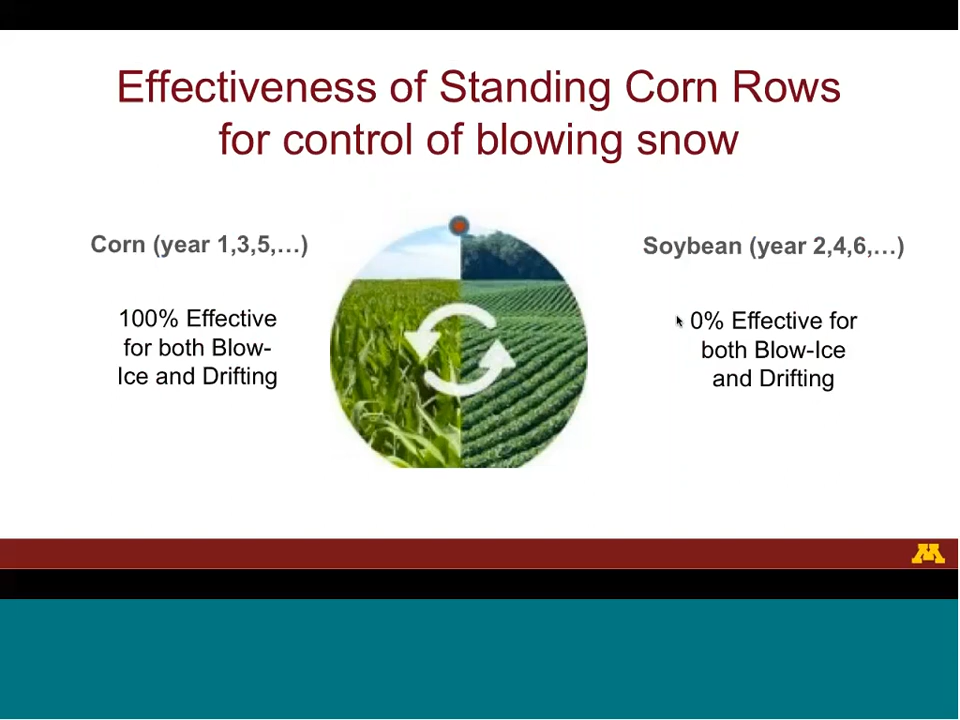 Effectiveness of Standing Corn Rows
for control of blowing snow
Corn (year 1,3,5,…)
100% Effective
for both Blow-
Ice and Drifting
Soybean (year 2,4,6,…)
0% Effective for
both Blow-Ice
and Drifting
M